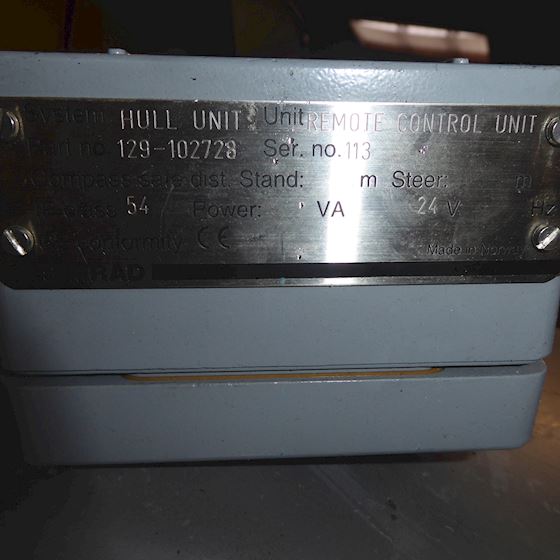 System: HULL UNIT Unit REMOTE CONTROL UNIT
Part no. 129-102728 Ser. no. 113
Compass safe dist. Stand: m Steer: m
class 54 Power: VA 24 V Hz
conformity CE Made in Norway